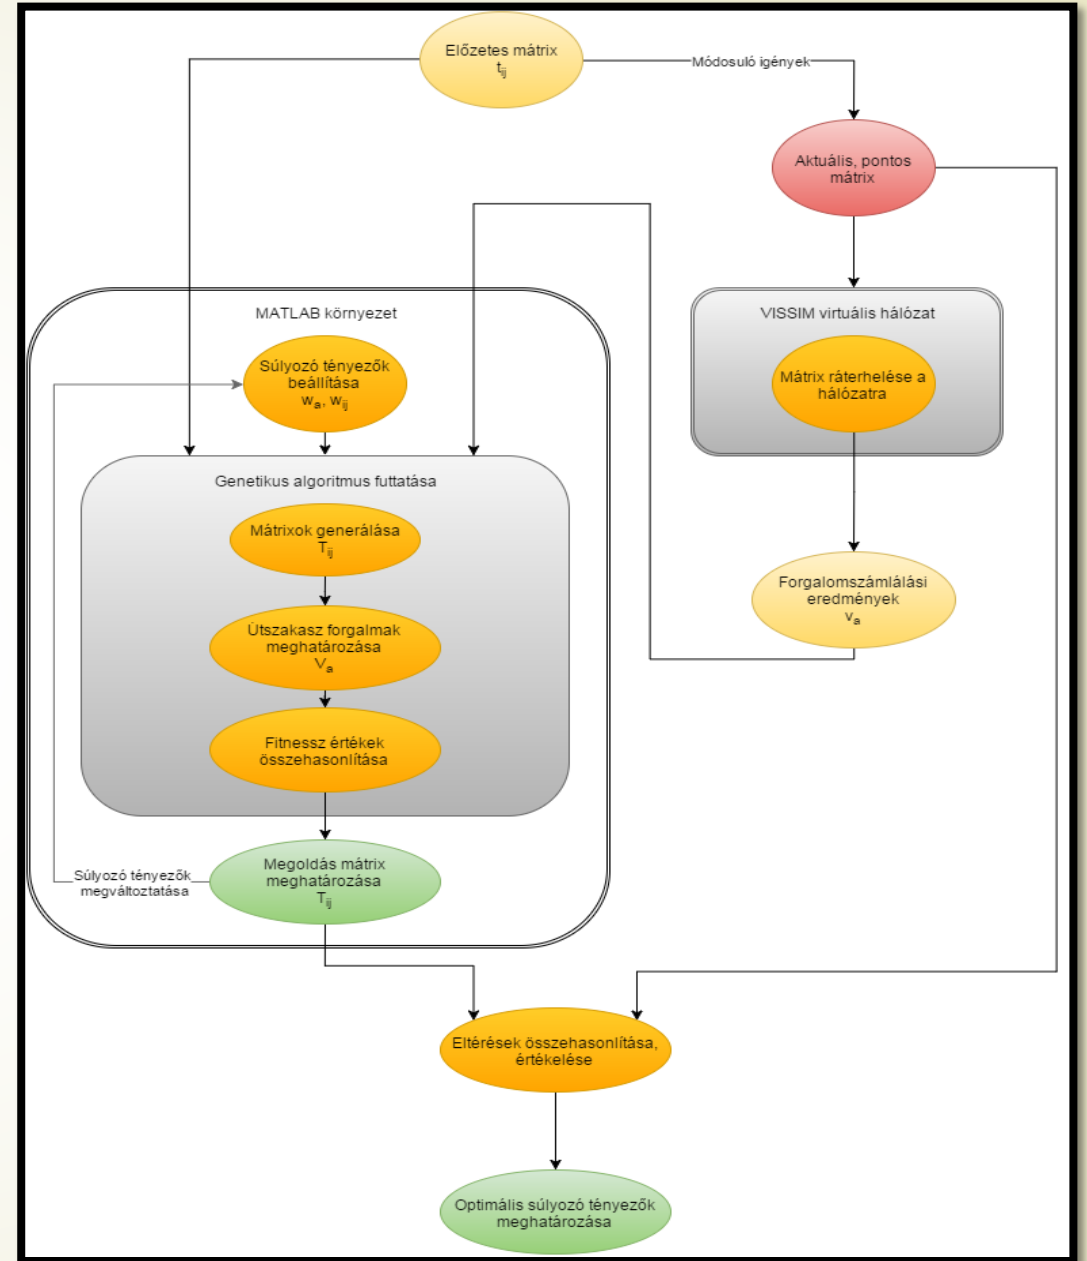 Előzetes mátrix
tij
Módosuló igények
Aktuális, pontos
mátrix
MATLAB környezet
VISSIM virtuális hálózat
Súlyozó tényezők
beállítása
wa, wij
Mátrix ráterhelése a
hálózatra
Genetikus algoritmus futtatása
Mátrixok generálása
Tij
Forgalomszámlálási
eredmények
va
Útszakasz forgalmak
meghatározása
Va
Fitnessz értékek
összehasonlítása
Megoldás mátrix
meghatározása
Tij
Súlyozó tényezők
megváltoztatása
Eltérések összehasonlítása,
értékelése
Optimális súlyozó tényezők
meghatározása